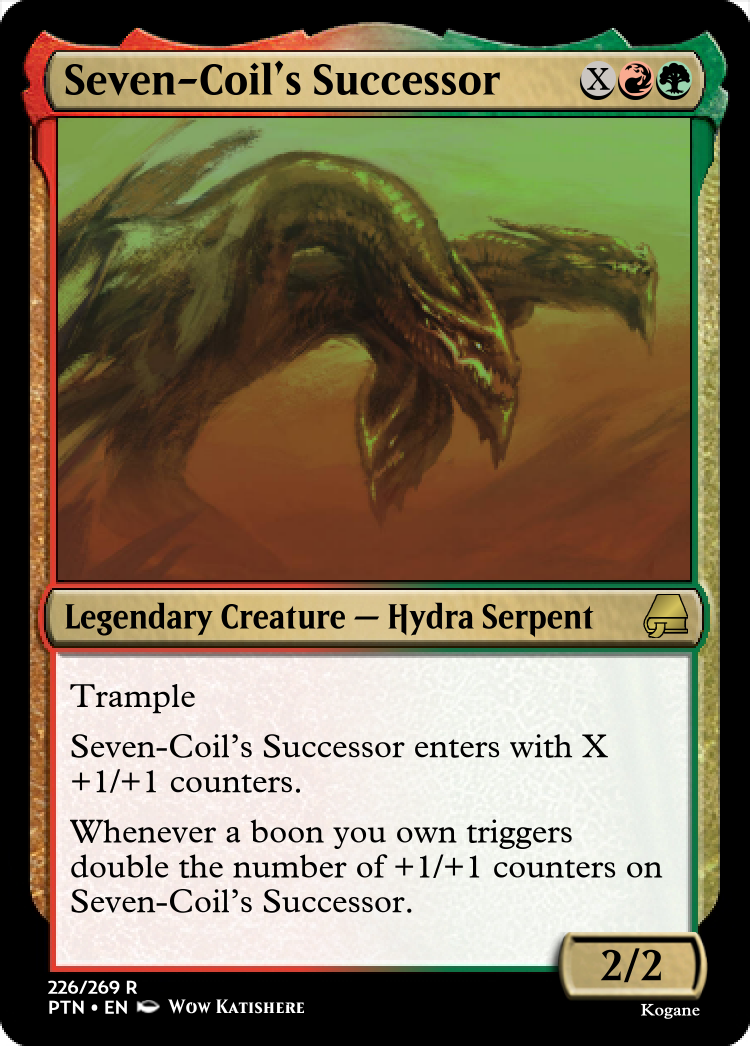 Seven-Coil's Successor X
Legendary Creature — Hydra Serpent
Trample
Seven-Coil's Successor enters with X
+1/+1 counters.
Whenever a boon you own triggers
double the number of +1/+1 counters on
Seven-Coil's Successor.
2/2
226/269 R
PTN • EN Wow Katishere
Kogane